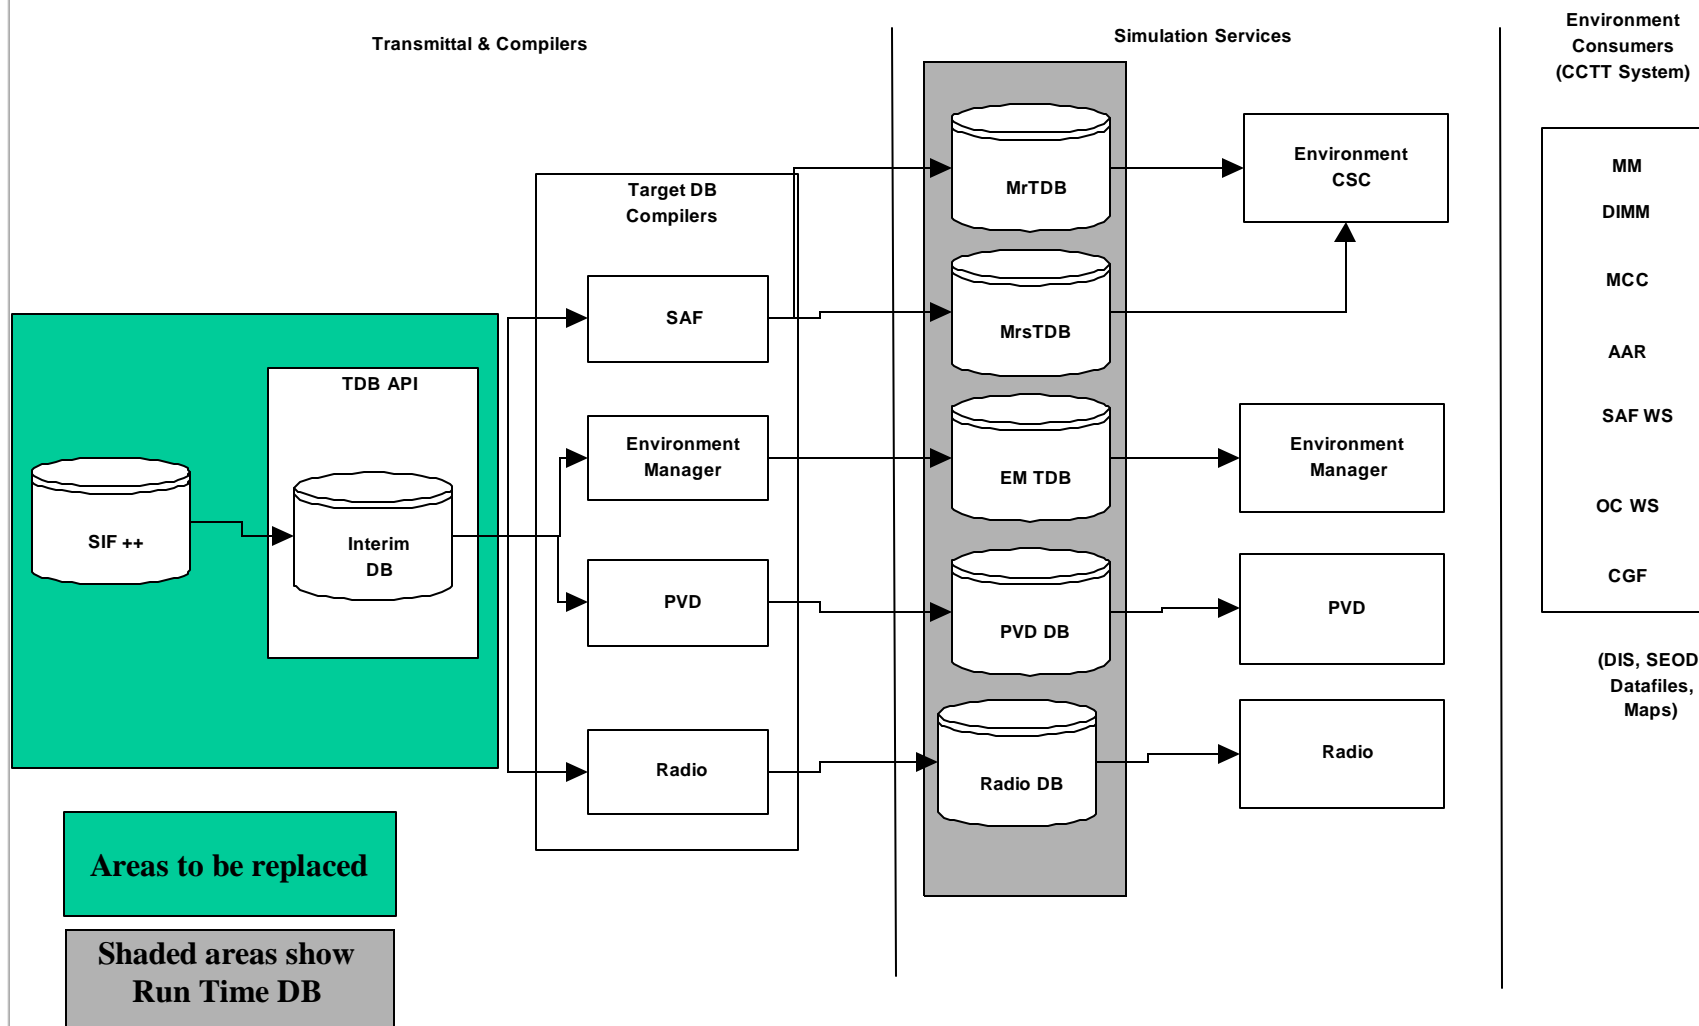 Transmittal & Compilers
Simulation Services
Environment
Consumers
(CCTT System)
Target DB
Compilers
MrTDB
Environment
CSC
MM
DIMM
MCC
AAR
SAF WS
OC WS
CGF
SAF
MrsTDB
TDB API
SIF ++
Interim
DB
Environment
Manager
EM TDB
Environment
Manager
PVD
PVD DB
PVD
Radio
Radio DB
Radio
(DIS, SEOD
Datafiles,
Maps)
Areas to be replaced
Shaded areas show
Run Time DB